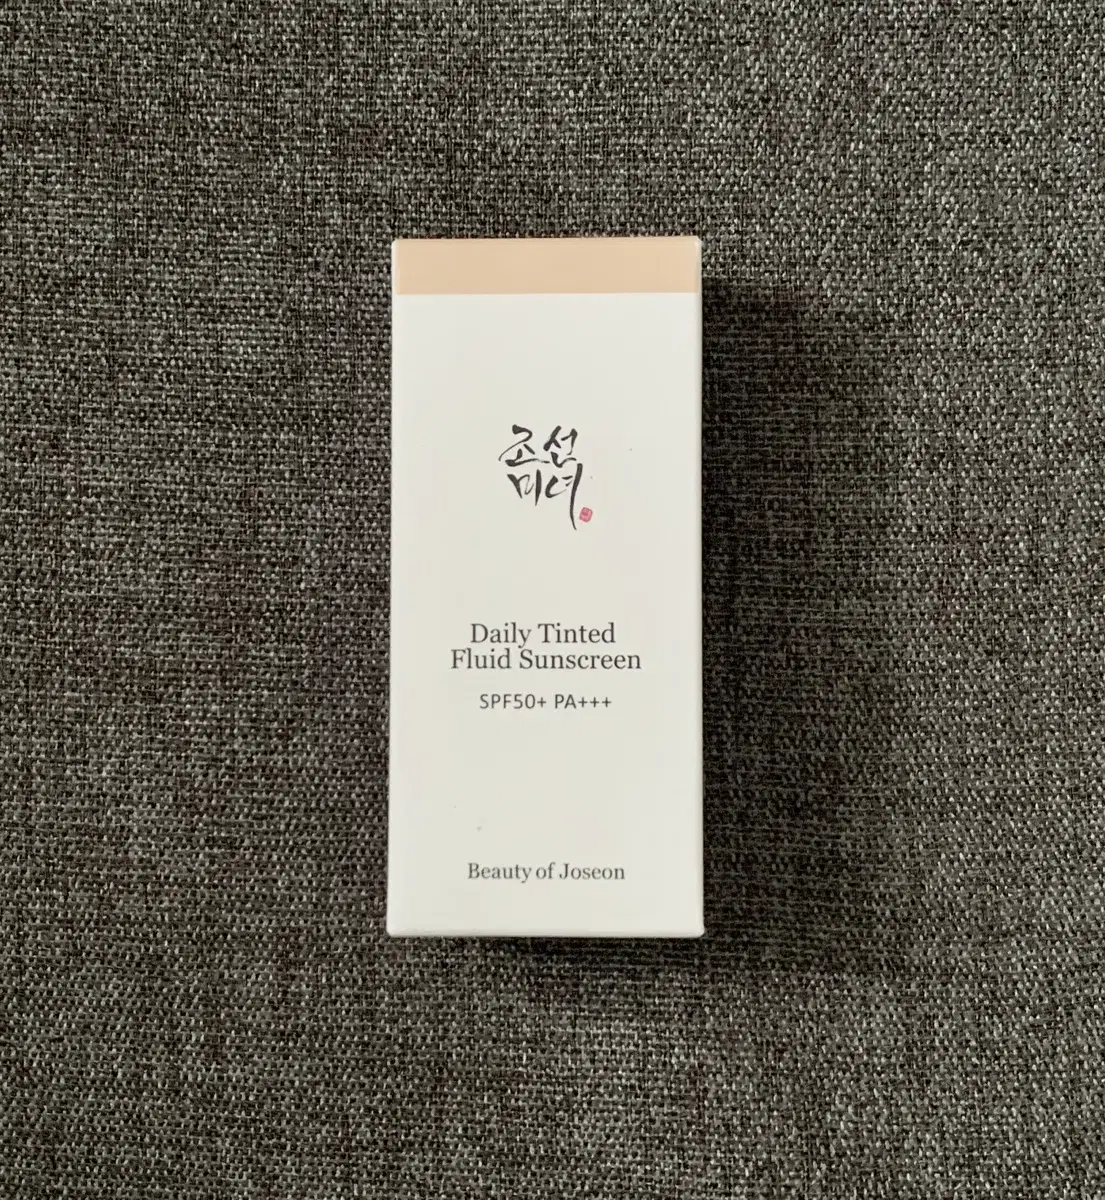 조선
미녀
Daily Tinted
Fluid Sunscreen
SPF50+ PA+++
Beauty of Joseon